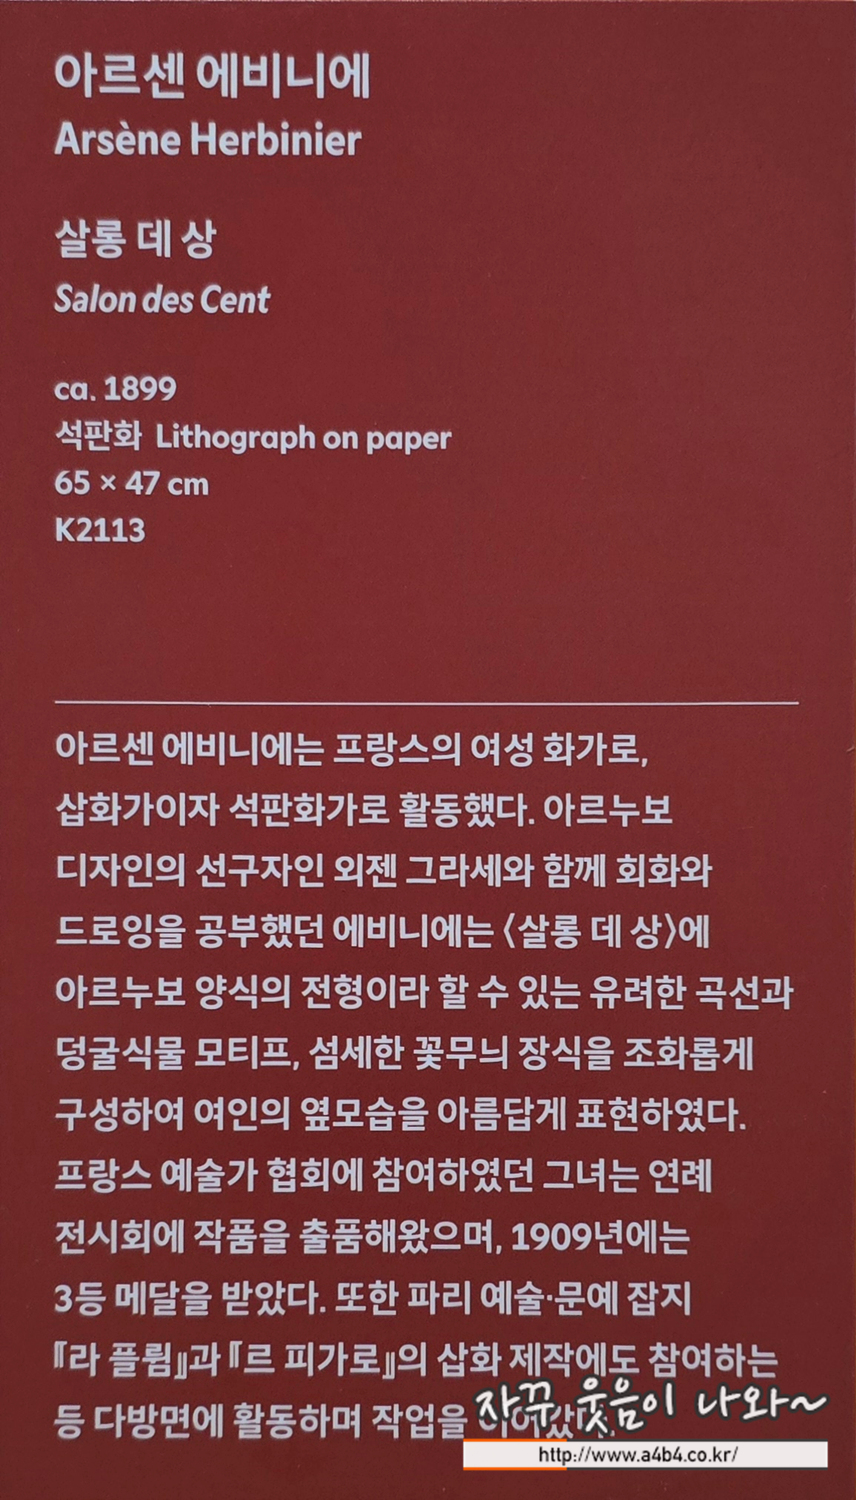 아르센 에비니에
Arsène Herbinier
살롱 데 상
Salon des Cent
ca. 1899
석판화 Lithograph on paper
65 × 47 cm
K2113
아르센 에비니에는 프랑스의 여성 화가로,
삽화가이자 석판화가로 활동했다. 아르누보
디자인의 선구자인 외젠 그라세와 함께 회화와
드로잉을 공부했던 에비니에는 〈살롱 데 상〉에
아르누보 양식의 전형이라 할 수 있는 유려한 곡선과
덩굴식물 모티프, 섬세한 꽃무늬 장식을 조화롭게
구성하여 여인의 옆모습을 아름답게 표현하였다.
프랑스 예술가 협회에 참여하였던 그녀는 연례
전시회에 작품을 출품해왔으며, 1909년에는
3등 메달을 받았다. 또한 파리 예술·문예 잡지
『라 플륌』과 『르 피가로』의 삽화 제작에도 참여하는
등 다방면에 활동하며 작업을
자꾸 웃음이 나와~
http://www.a4b4.co.kr/